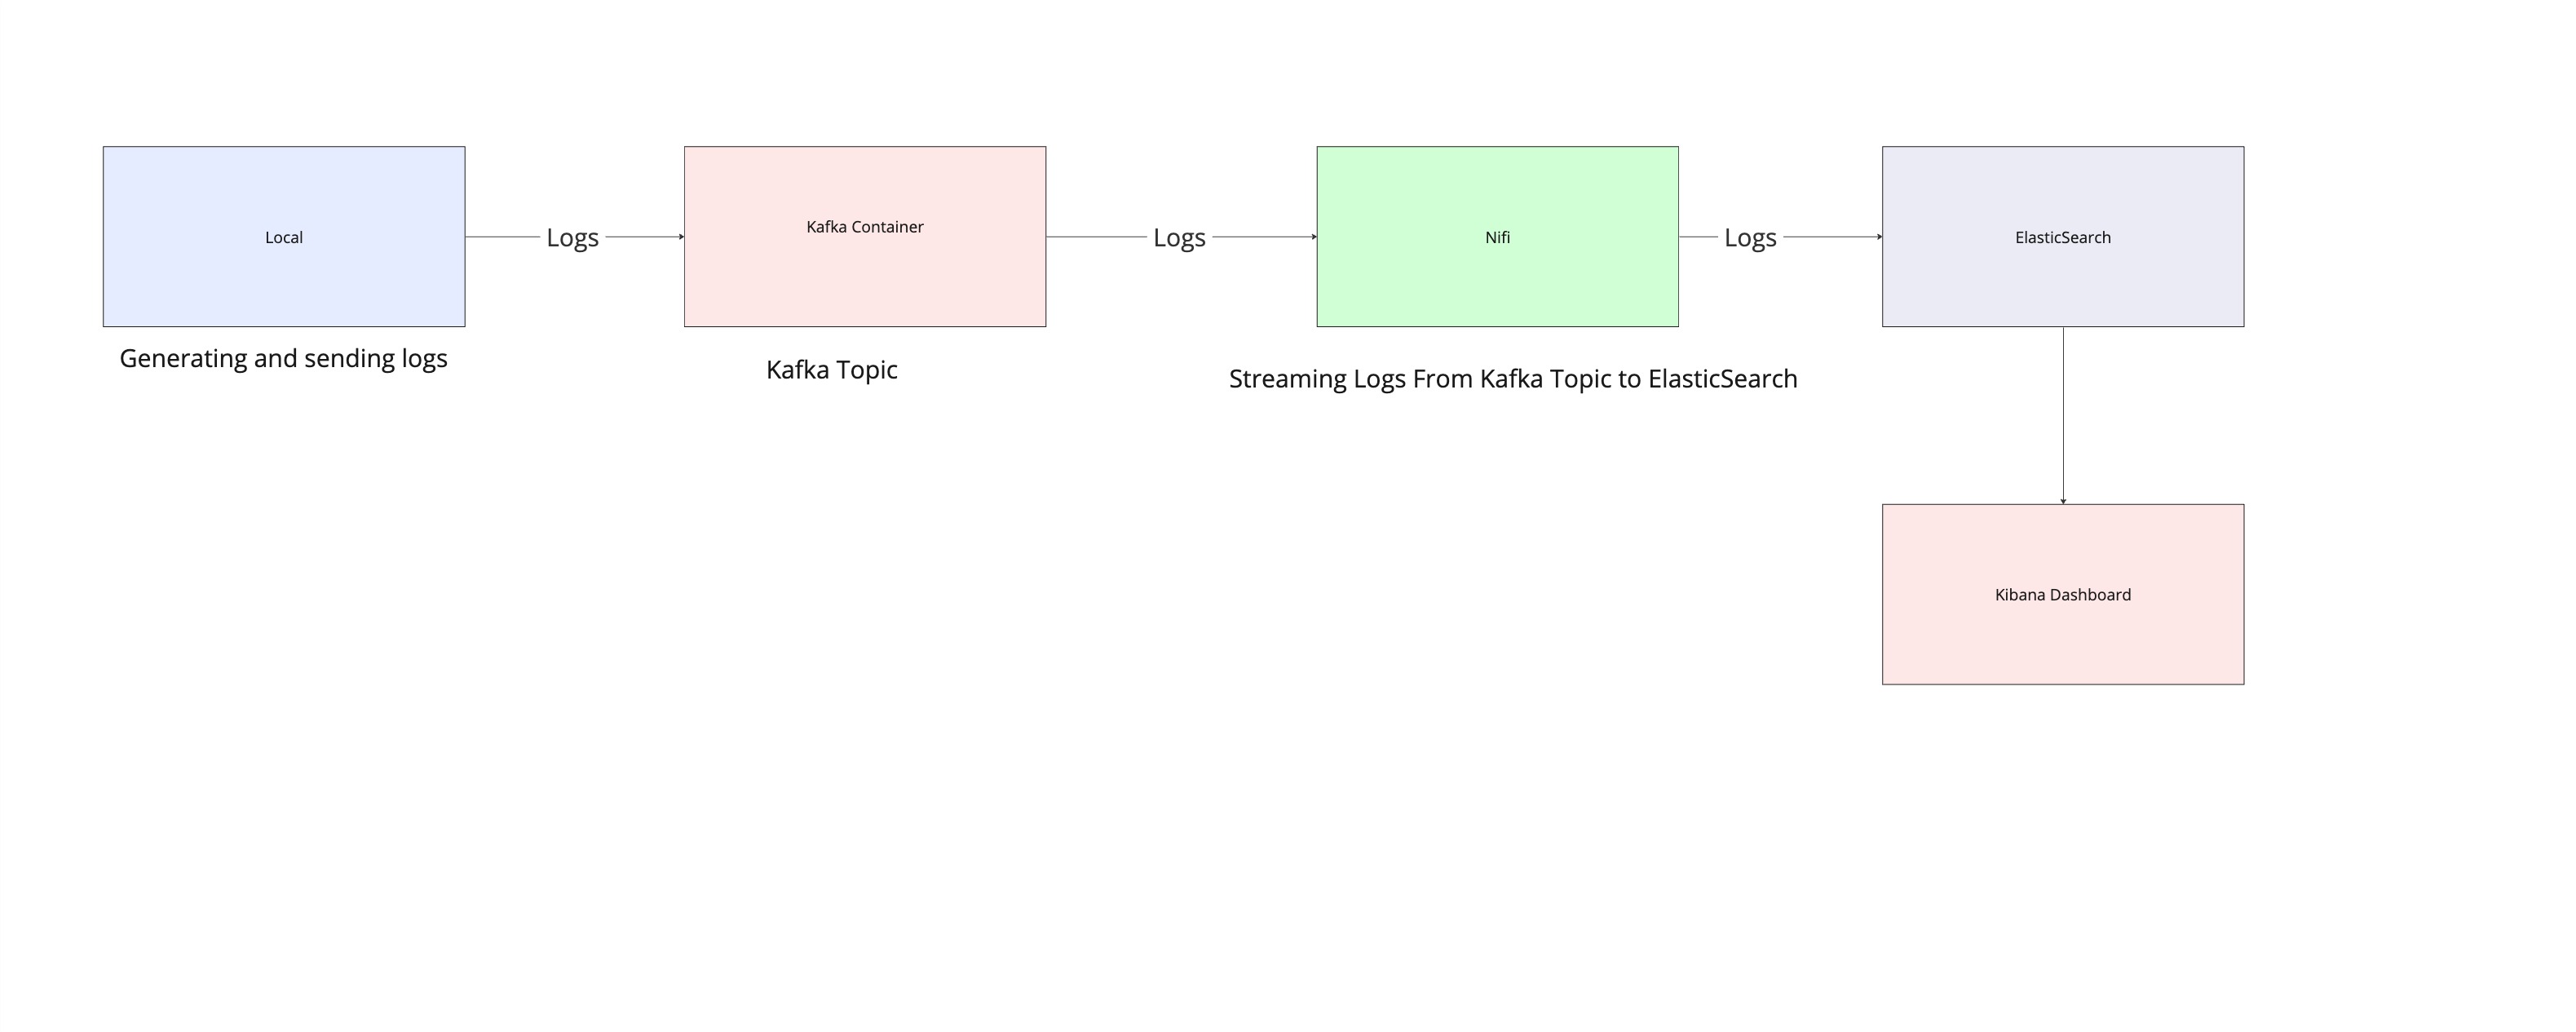 Local
Logs
Kafka Container
Logs
Nifi
Logs
ElasticSearch
Generating and sending logs
Kafka Topic
Streaming Logs From Kafka Topic to ElasticSearch
Kibana Dashboard